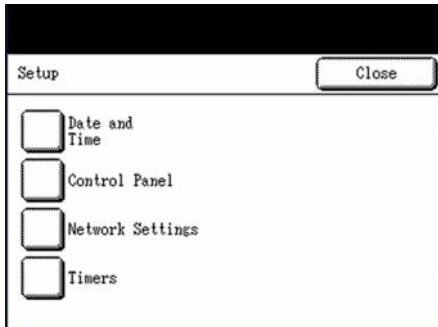 Setup
Close
Date and
Time
Control Panel
Network Settings
Timers